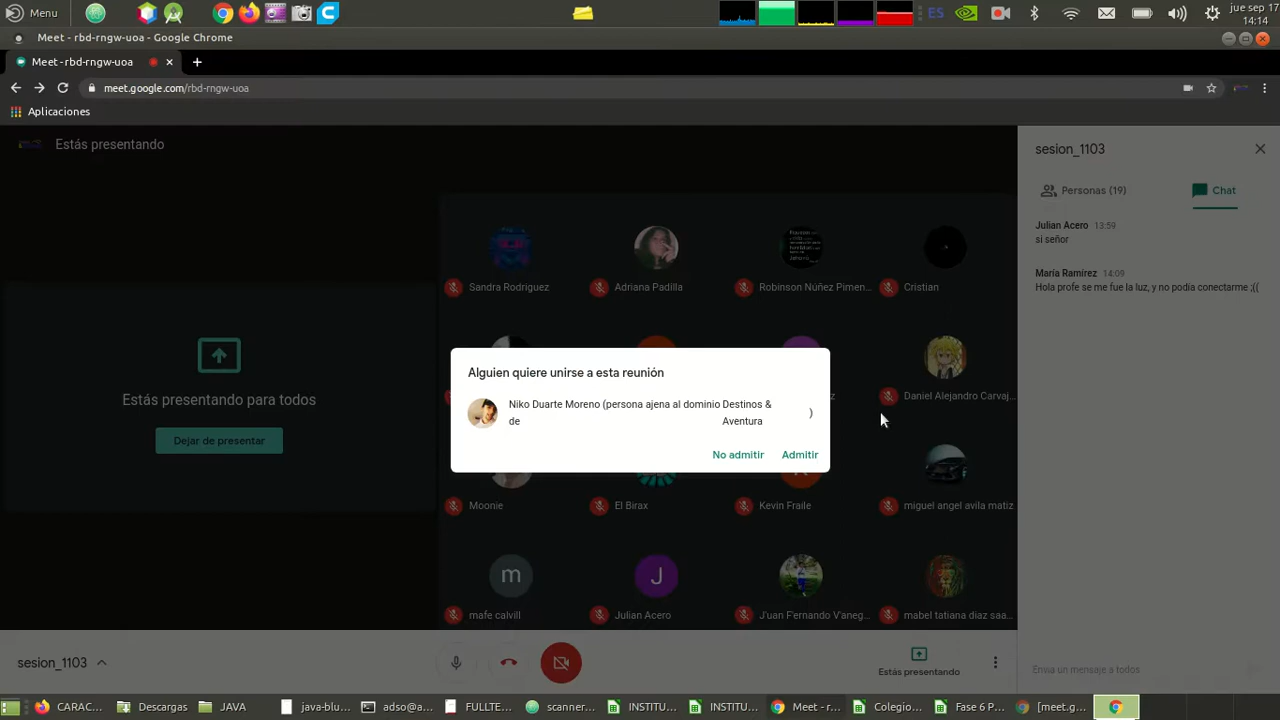 Menu
ES
jue sep 17
14:14
Meet - rbd-rngw-uoa - Google Chrome
Meet - rbd-rngw-uoa
meet.google.com/rbd-rngw-uoa
Aplicaciones
Estás presentando
sesion_1103
Personas (19)
Chat
Julian Acero 13:59
si señor
María Ramírez 14:09
Hola profe se me fue la luz, y no podia conectarme ;((
Sandra Rodriguez
Adriana Padilla
Robinson Núñez Pimen...
Cristian
Alguien quiere unirse a esta reunión
Niko Duarte Moreno (persona ajena al dominio Destinos &
de Aventura )
No admitir
Admitir
Daniel Alejandro Carvaj...
Estás presentando para todos
Dejar de presentar
Moonie
El Birax
Kevin Fraile
miguel angel avila matiz
m
J
mafe calvill
Julian Acero
J'uan F'ernando V'aneg...
mabel tatiana diaz saa...
sesion_1103
Estás presentando
Envía un mensaje a todos
CARAC...
Descargas
JAVA
java-blu...
adso@...
FULLTE...
scanner...
INSTITU...
INSTITU...
Meet - r...
Colegio...
Fase 6 P...
[meet.g...